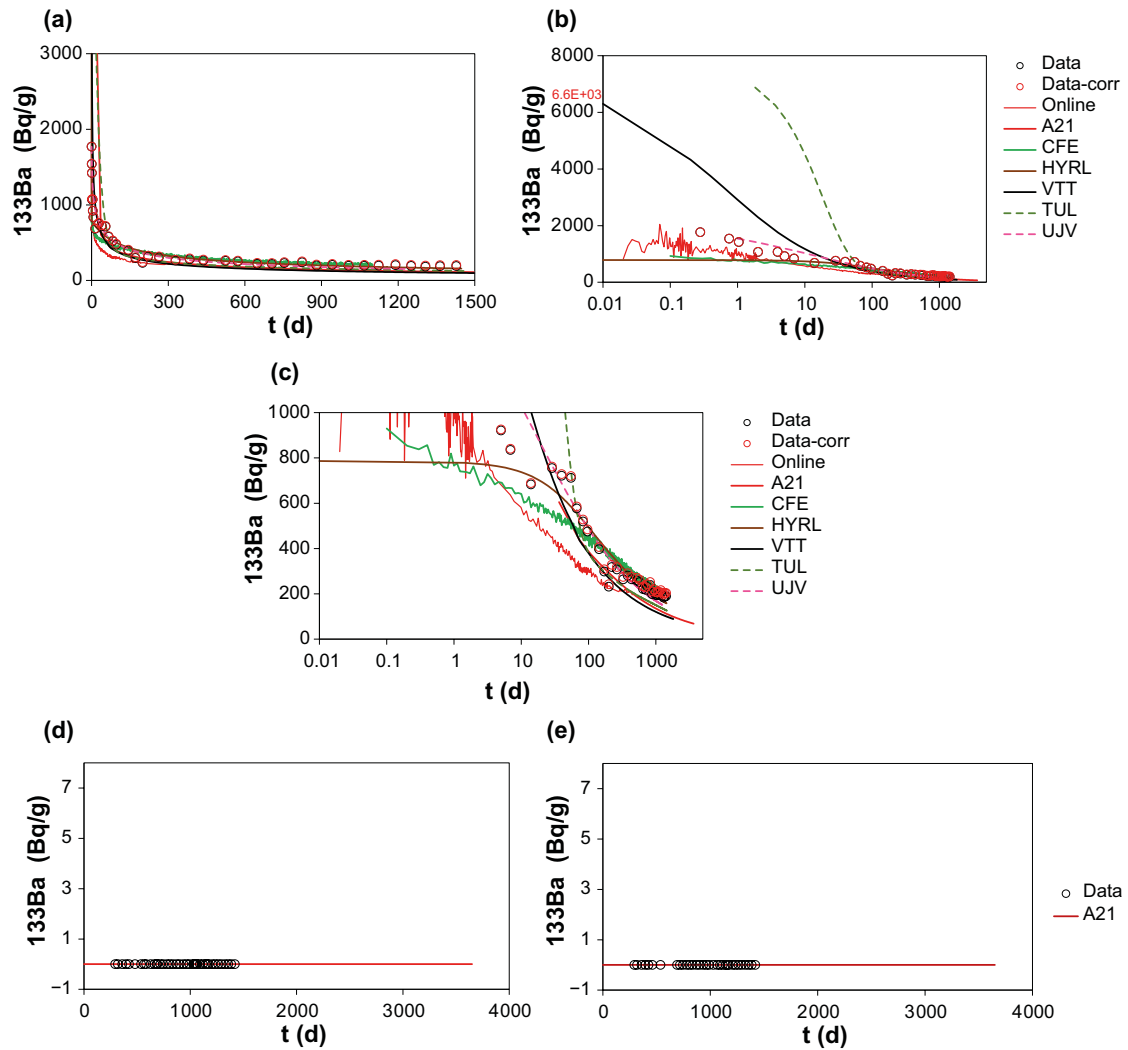 (a)
133Ba (Bq/g)
3000
2000
1000
0
0 300 600 900 1200 1500
t (d)
(b)
133Ba (Bq/g)
8000
6.6E+03
6000
4000
2000
0
0.01 0.1 1 10 100 1000
t (d)
Data
Data-corr
Online
A21
CFE
HYRL
VTT
TUL
UJV
(c)
133Ba (Bq/g)
1000
800
600
400
200
0
0.01 0.1 1 10 100 1000
t (d)
Data
Data-corr
Online
A21
CFE
HYRL
VTT
TUL
UJV
(d)
133Ba (Bq/g)
7
5
3
1
−1
0 1000 2000 3000 4000
t (d)
(e)
133Ba (Bq/g)
7
5
3
1
−1
0 1000 2000 3000 4000
t (d)
Data
A21